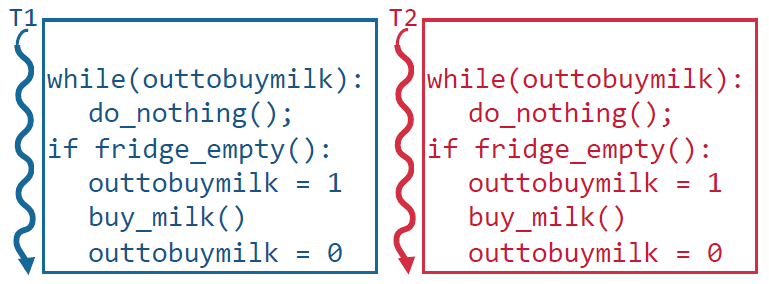 T1
while(outtobuymilk):
do_nothing();
if fridge_empty():
outtobuymilk = 1
buy_milk()
outtobuymilk = 0
T2
while(outtobuymilk):
do_nothing();
if fridge_empty():
outtobuymilk = 1
buy_milk()
outtobuymilk = 0